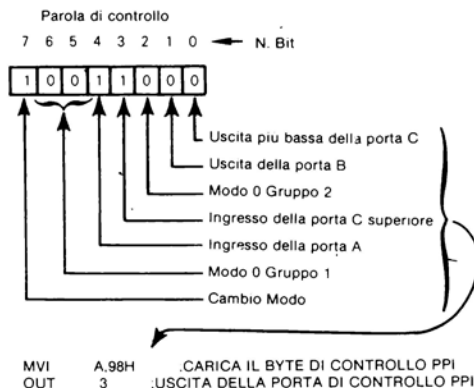 Parola di controllo
7 6 5 4 3 2 1 0 N. Bit
1 0 0 1 1 0 0 0
Uscita più bassa della porta C
Uscita della porta B
Modo 0 Gruppo 2
Ingresso della porta C superiore
Ingresso della porta A
Modo 0 Gruppo 1
Cambio Modo
MVI A,98H ;CARICA IL BYTE DI CONTROLLO PPI
OUT 3 ;USCITA DELLA PORTA DI CONTROLLO PPI